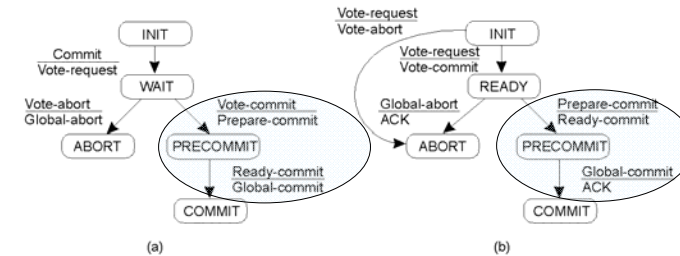 INIT
Commit
Vote-request
WAIT
Vote-abort
Global-abort
Vote-commit
Prepare-commit
ABORT
PRECOMMIT
Ready-commit
Global-commit
COMMIT
(a)
Vote-request
Vote-abort
INIT
Vote-request
Vote-commit
READY
Global-abort
ACK
Prepare-commit
Ready-commit
ABORT
PRECOMMIT
Global-commit
ACK
COMMIT
(b)